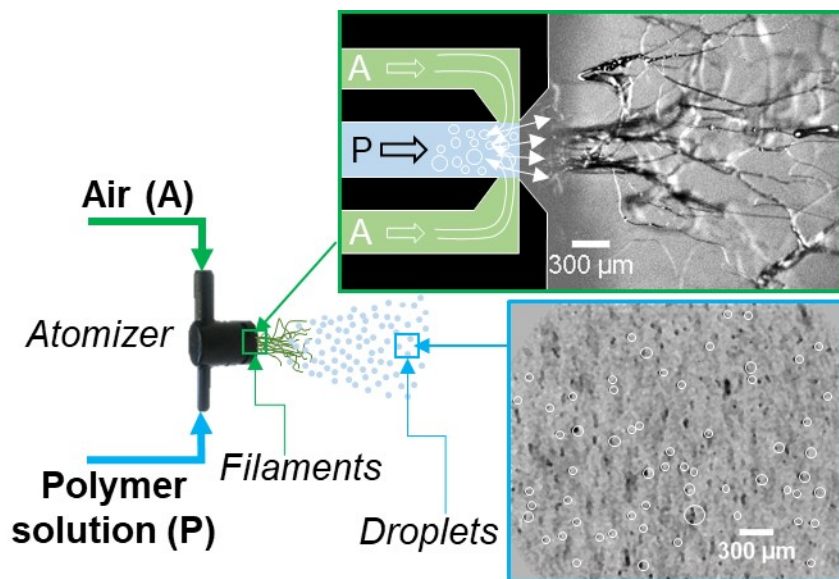 A
P
A
300 µm
Air (A)
Atomizer
Filaments
Polymer
solution (P)
Droplets
300 µm